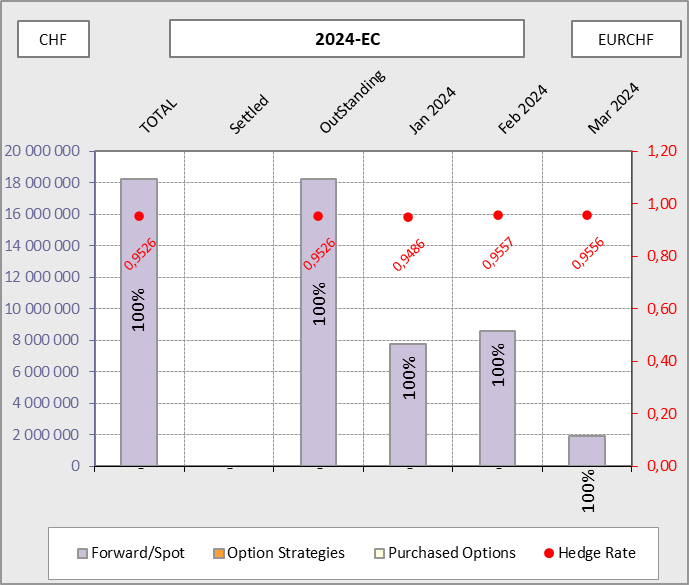 CHF
2024-EC
EURCHF
TOTAL
Settled
OutStanding
Jan 2024
Feb 2024
Mar 2024
20 000 000
18 000 000
16 000 000
14 000 000
12 000 000
10 000 000
8 000 000
6 000 000
4 000 000
2 000 000
0
1,20
1,00
0,80
0,60
0,40
0,20
0,00
0,9526
0,9526
0,9486
0,9557
0,9556
100%
100%
100%
100%
100%
Forward/Spot
Option Strategies
Purchased Options
Hedge Rate